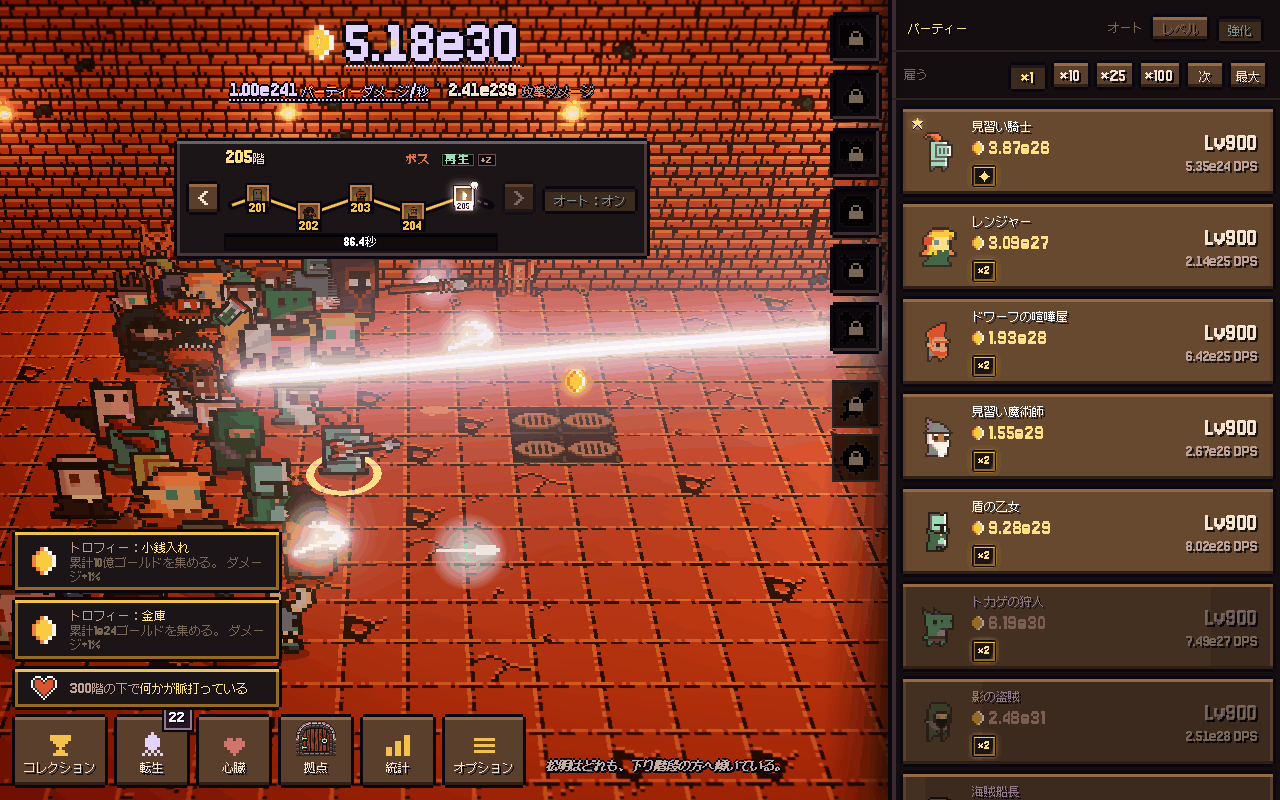 5.18e30
1.00e241 パーティーダメージ/秒 · 2.41e239 攻撃ダメージ
205階 ボス 再生 +2
201 202 203 204 205
オート：オン
86.4秒
トロフィー：小銭入れ
累計10億ゴールドを集める。 ダメー
ジ+1%
トロフィー：金庫
累計1e24ゴールドを集める。 ダメー
ジ+1%
300階の下で何かが脈打っている
22
コレクション 転生 心臓 拠点 統計 オプション
松明はどれも、下り階段の方へ傾いている。
パーティー オート レベル 強化
雇う ×1 ×10 ×25 ×100 次 最大
見習い騎士
3.87e28
Lv900
5.35e24 DPS
レンジャー
3.09e27
Lv900
2.14e25 DPS
×2
ドワーフの喧嘩屋
1.93e28
Lv900
6.42e25 DPS
×2
見習い魔術師
1.55e29
Lv900
2.67e26 DPS
×2
盾の乙女
9.28e29
Lv900
8.02e26 DPS
×2
トカゲの狩人
6.19e30
Lv900
7.49e27 DPS
×2
影の盗賊
2.48e31
Lv900
2.51e28 DPS
×2
海賊船長